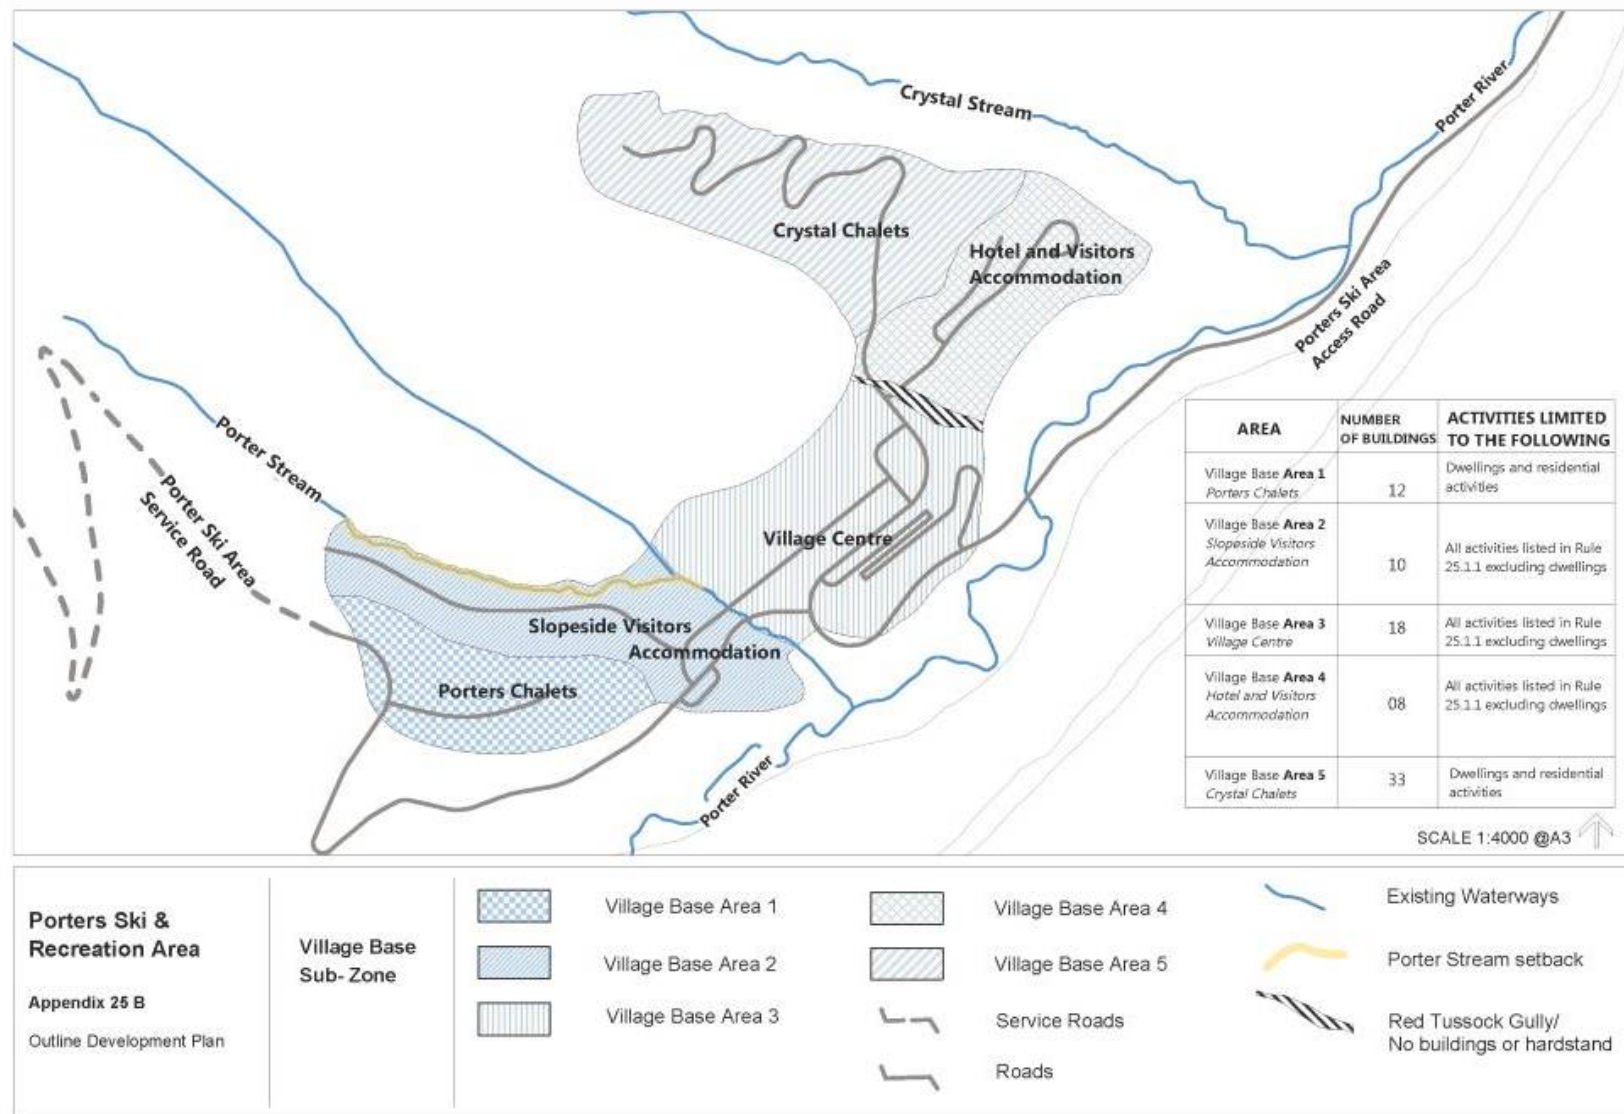 Crystal Stream
Porter River
Crystal Chalets
Hotel and Visitors
Accommodation
Porters Ski Area
Access Road
Porter Stream
Porter Ski Area
Service Road
Village Centre
Slopeside Visitors
Accommodation
Porters Chalets
Porter River
AREA
NUMBER
OF BUILDINGS
ACTIVITIES LIMITED
TO THE FOLLOWING
Village Base Area 1
Porters Chalets
12
Dwellings and residential
activities
Village Base Area 2
Slopeside Visitors
Accommodation
10
All activities listed in Rule
25.1.1 excluding dwellings
Village Base Area 3
Village Centre
18
All activities listed in Rule
25.1.1 excluding dwellings
Village Base Area 4
Hotel and Visitors
Accommodation
08
All activities listed in Rule
25.1.1 excluding dwellings
Village Base Area 5
Crystal Chalets
33
Dwellings and residential
activities
SCALE 1:4000 @A3
Porters Ski &
Recreation Area
Appendix 25 B
Outline Development Plan
Village Base
Sub- Zone
Village Base Area 1
Village Base Area 2
Village Base Area 3
Village Base Area 4
Village Base Area 5
Service Roads
Roads
Existing Waterways
Porter Stream setback
Red Tussock Gully/
No buildings or hardstand